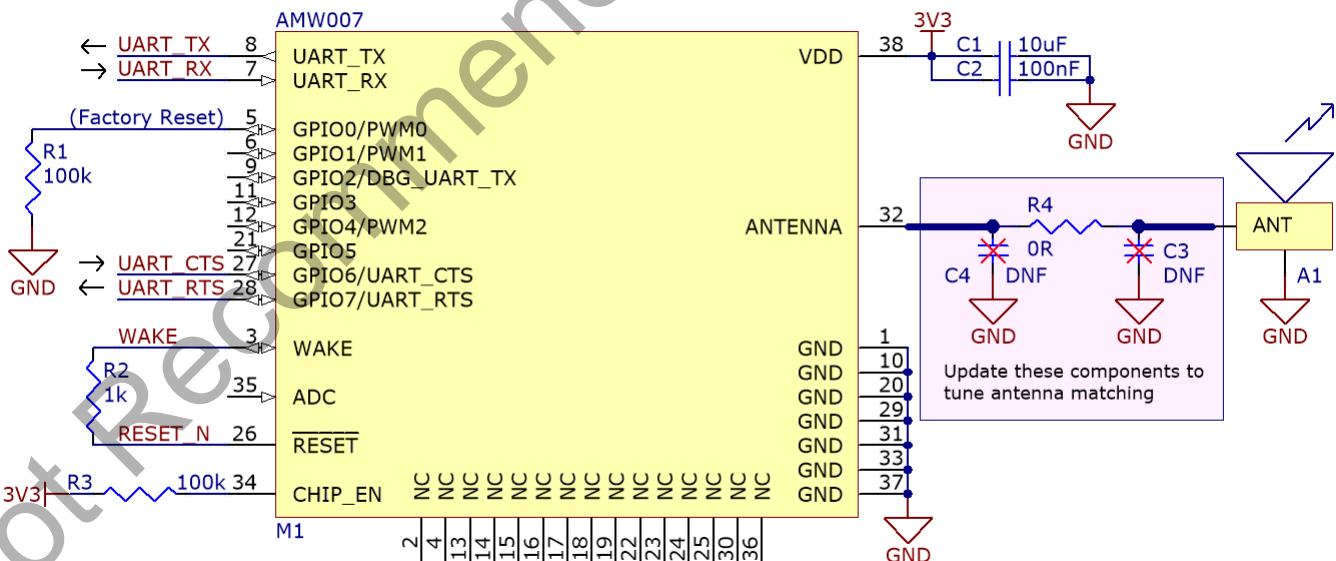 AMW007
UART_TX 8 UART_TX
UART_RX 7 UART_RX
(Factory Reset) 5 GPIO0/PWM0
6 GPIO1/PWM1
9 GPIO2/DBG_UART_TX
11 GPIO3
12 GPIO4/PWM2
21 GPIO5
UART_CTS 27 GPIO6/UART_CTS
UART_RTS 28 GPIO7/UART_RTS
R1
100k
GND
WAKE 3 WAKE
R2
1k
35 ADC
RESET_N 26 RESET
3V3 R3 100k 34 CHIP_EN
M1
NC NC NC NC NC NC NC NC NC NC NC NC NC NC NC
2 4 13 14 15 16 17 18 19 22 23 24 25 30 36
VDD 38
3V3
C1 10uF
C2 100nF
GND
ANTENNA 32
R4
0R
C4 DNF
GND
C3
DNF
GND
Update these components to
tune antenna matching
ANT
A1
GND
GND 1
GND 10
GND 20
GND 29
GND 31
GND 33
GND 37
GND
ot Recommen